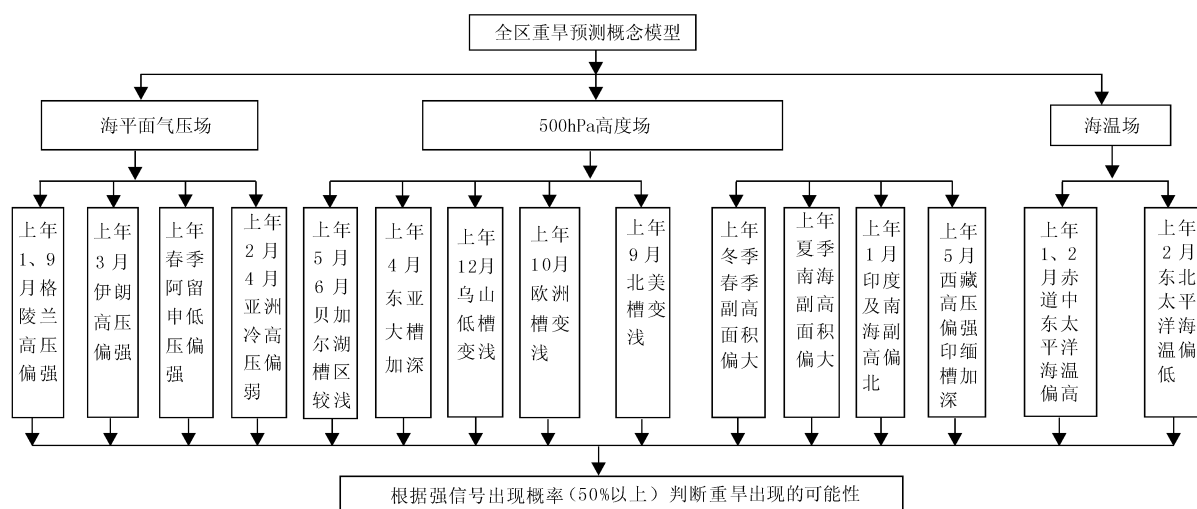 全区重旱预测概念模型
海平面气压场
500hPa高度场
海温场
上年
1、9
月格
陵兰
高压
偏强
上年
3月
伊朗
高压
偏强
上年
春季
阿留
申低
压偏
强
上年
2月
4月
亚洲
冷高
压偏
弱
上年
5月
6月
贝加
尔湖
槽区
较浅
上年
4月
东亚
大槽
加深
上年
12月
乌山
低槽
变浅
上年
10月
欧洲
槽变
浅
上年
9月
北美
槽变
浅
上年
冬季
春季
副高
面积
偏大
上年
夏季
南海
副高
面积
偏大
上年
1月
印度
及南
海副
高偏
北
上年
5月
西藏
高压
偏强
印缅
槽加
深
上年
1、2
月赤
道中
东太
平洋
海温
偏高
上年
2月
东北
太平
洋海
温偏
低
根据强信号出现概率(50%以上)判断重旱出现的可能性